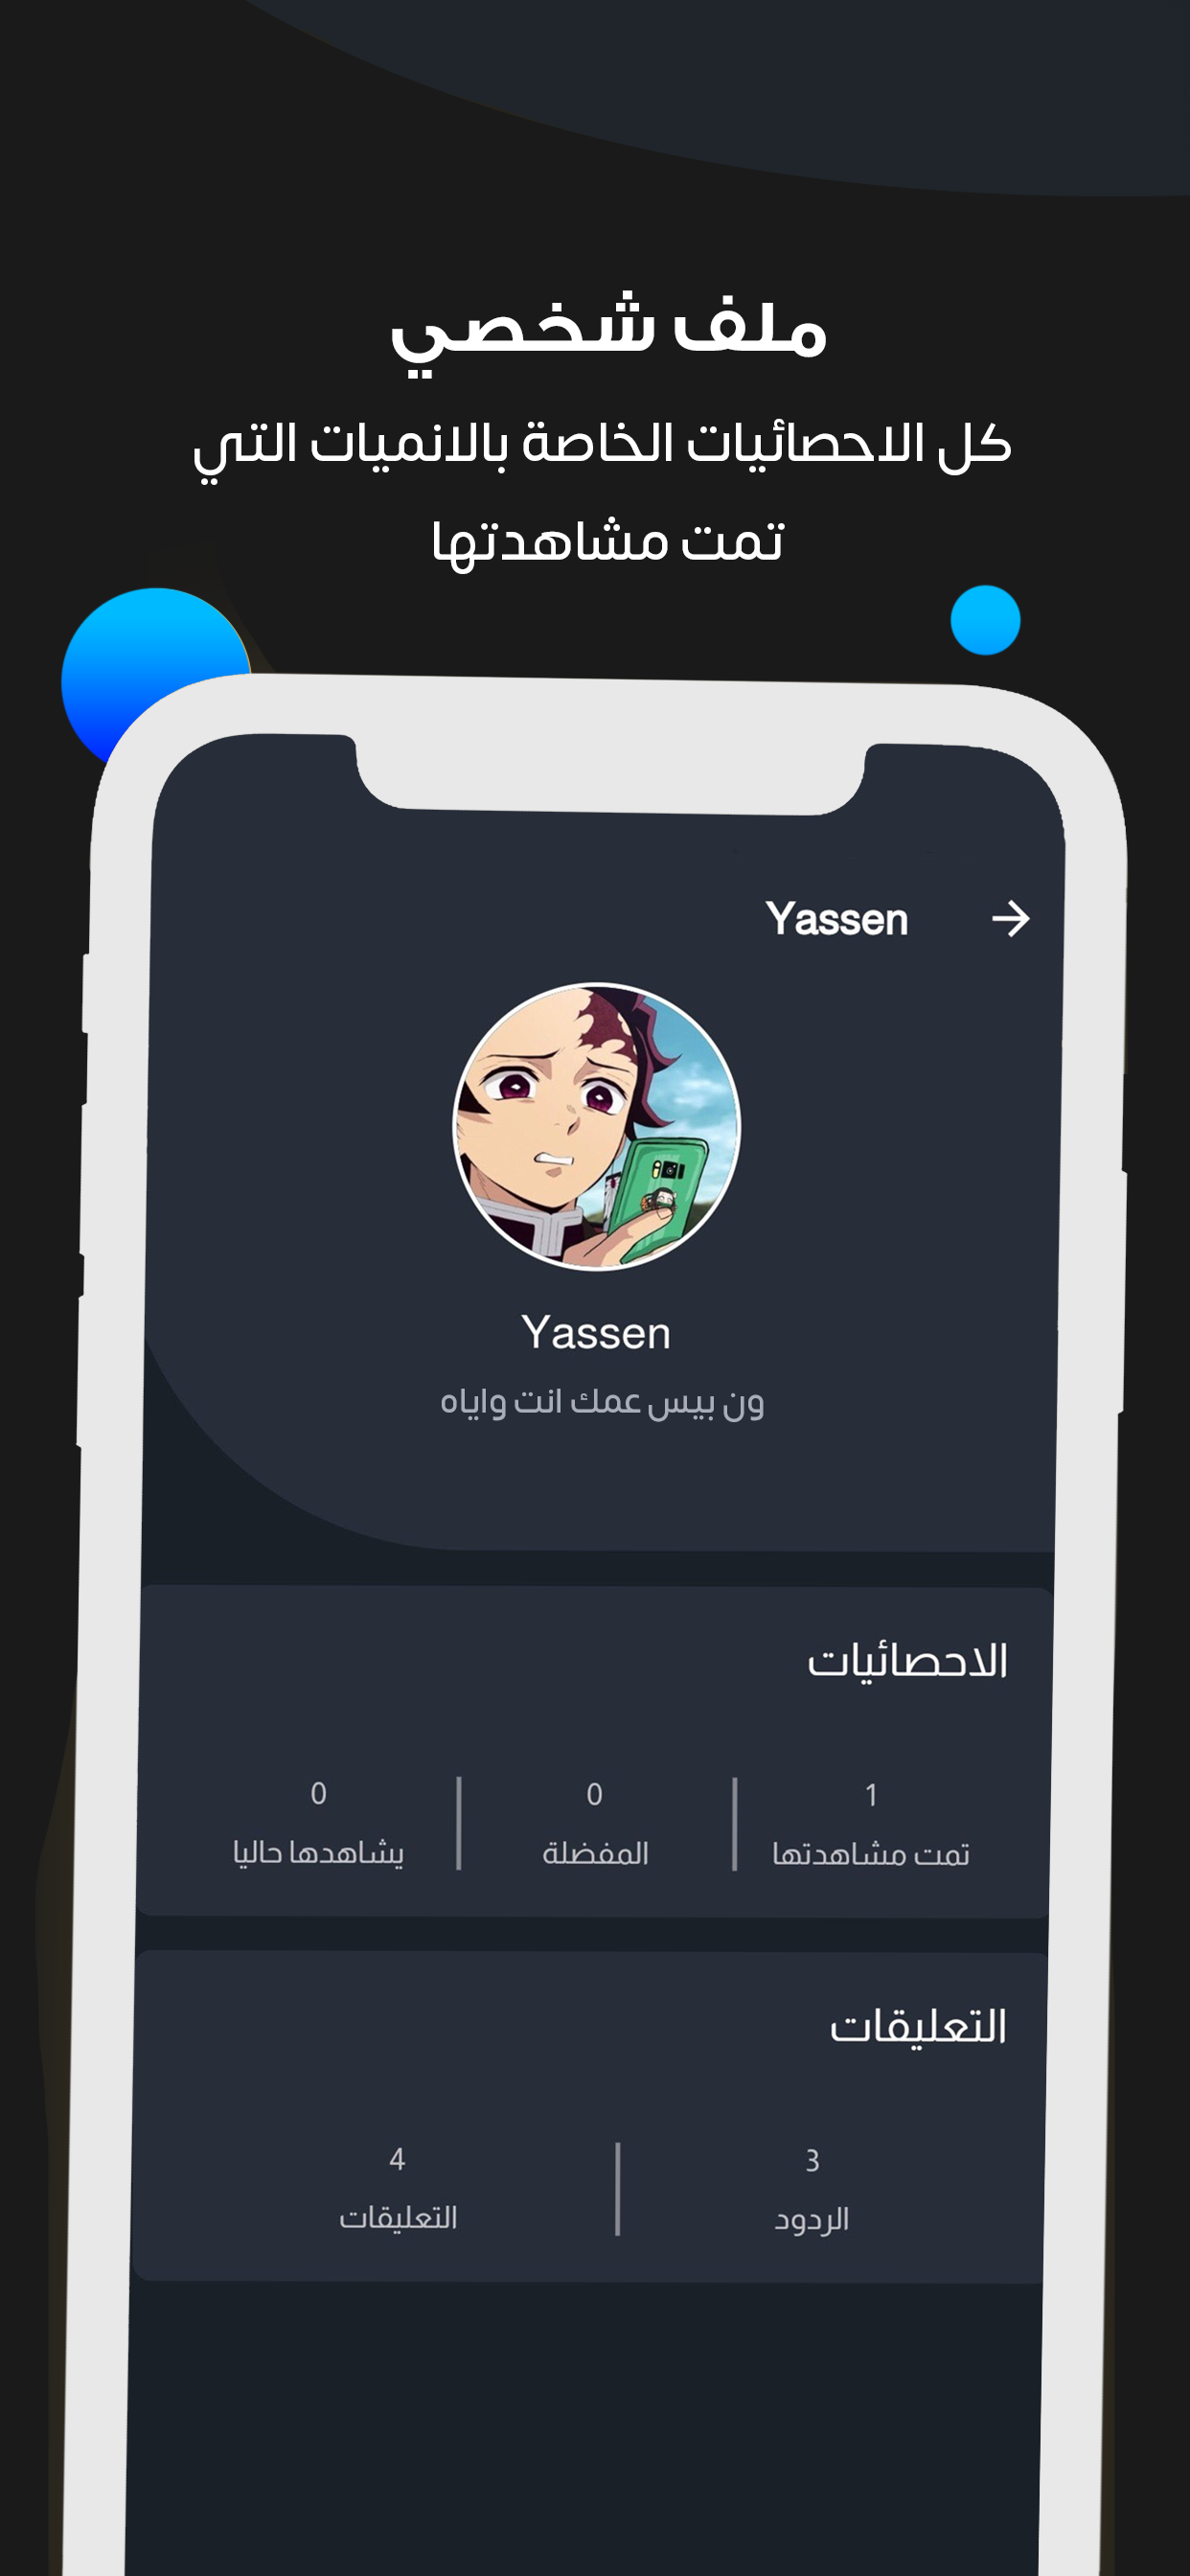 ملف شخصي
كل الاحصائيات الخاصة بالانميات التي
تمت مشاهدتها
Yassen
Yassen
ون بيس عمك انت واياه
الاحصائيات
1
تمت مشاهدتها
0
المفضلة
0
يشاهدها حاليا
التعليقات
3
الردود
4
التعليقات